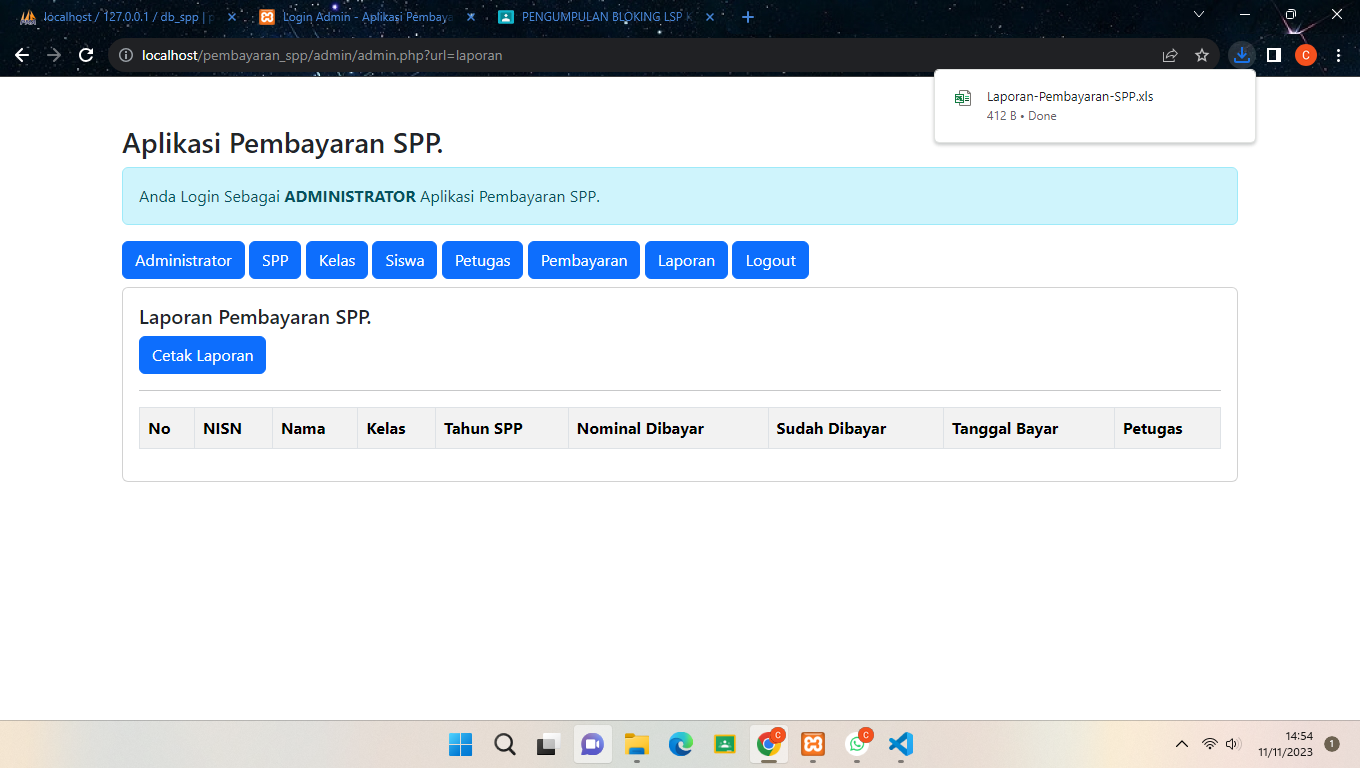 localhost / 127.0.0.1 / db_spp | p
Login Admin - Aplikasi Pembaya
PENGUMPULAN BLOKING LSP k
localhost/pembayaran_spp/admin/admin.php?url=laporan
C
Laporan-Pembayaran-SPP.xls
412 B • Done
Aplikasi Pembayaran SPP.
Anda Login Sebagai ADMINISTRATOR Aplikasi Pembayaran SPP.
Administrator SPP Kelas Siswa Petugas Pembayaran Laporan Logout
Laporan Pembayaran SPP.
Cetak Laporan
No NISN Nama Kelas Tahun SPP Nominal Dibayar Sudah Dibayar Tanggal Bayar Petugas
C
C
14:54
11/11/2023
1